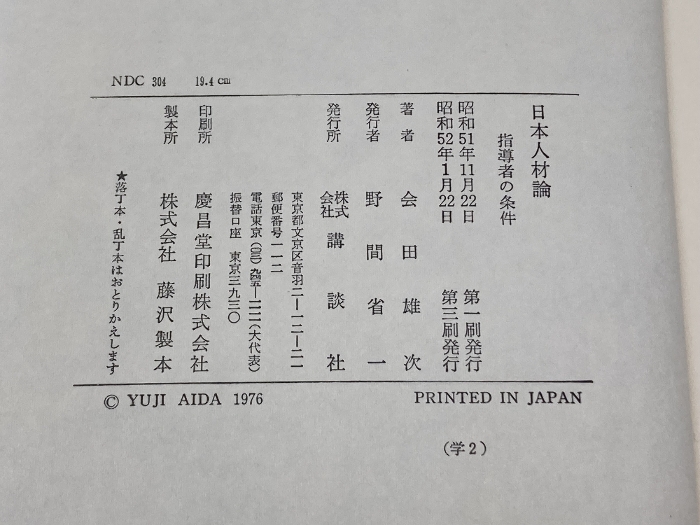 NDC 304 19.4cm
日本人材論
指導者の条件
昭和51年11月22日 第一刷発行
昭和52年1月22日 第三刷発行
著者 会田雄次
発行者 野間省一
発行所 株式会社 講談社
東京都文京区音羽二―一二―二一
郵便番号一一二
電話東京(〇三)九四五―一一一一(大代表)
振替口座 東京三九三〇
印刷所 慶昌堂印刷株式会社
製本所 株式会社 藤沢製本
★落丁本・乱丁本はおとりかえします
© YUJI AIDA 1976 PRINTED IN JAPAN
(学2)